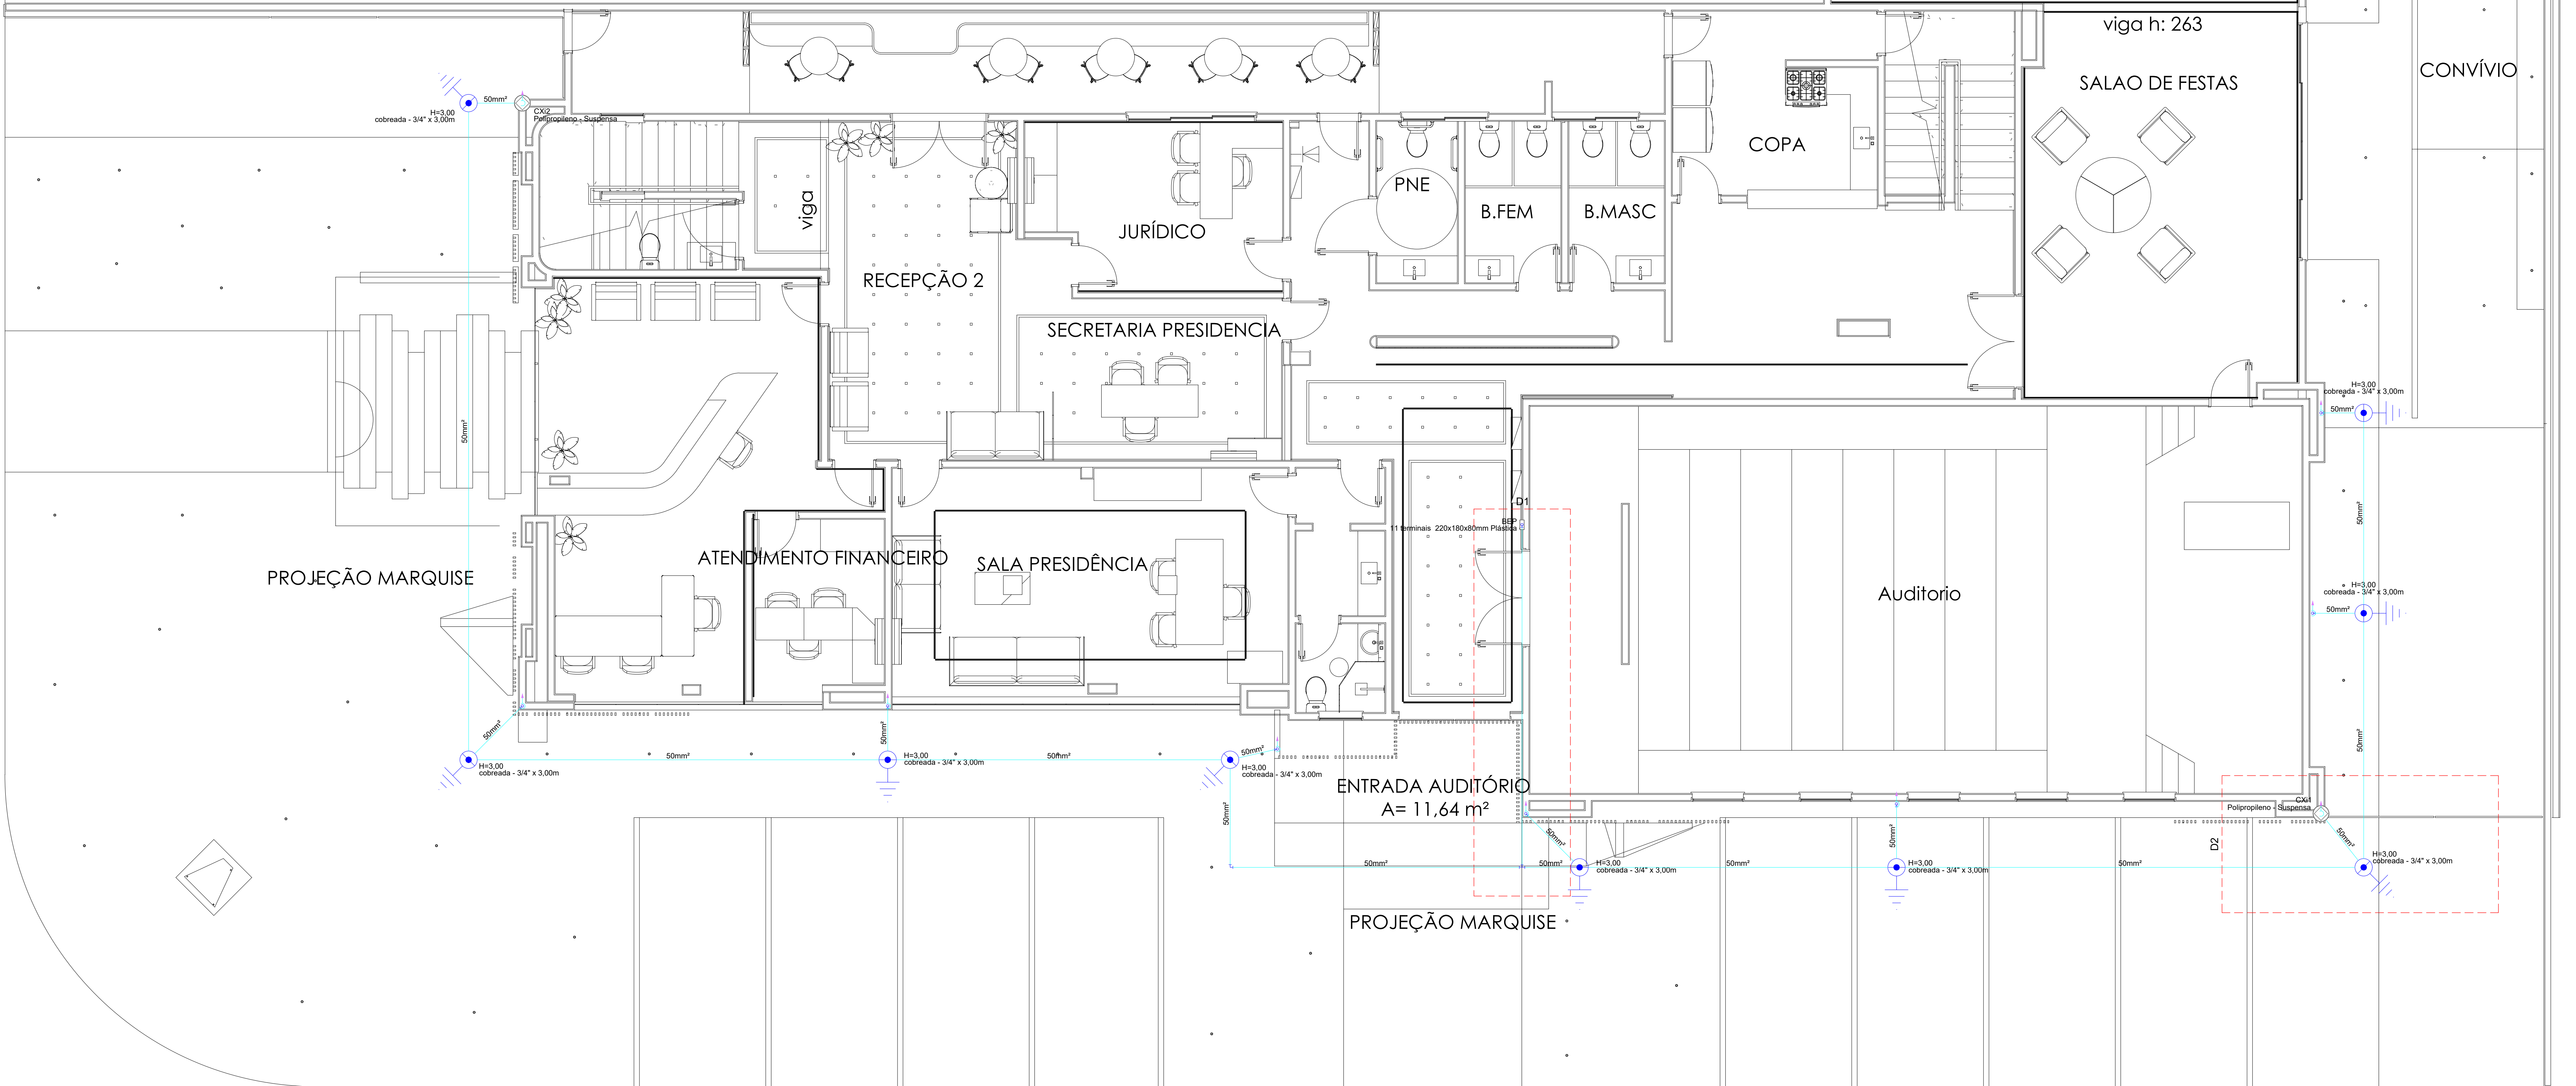 viga h: 263
CONVÍVIO
SALAO DE FESTAS
50mm²
H=3,00
cobreada - 3/4" x 3,00m
CXi2
Polipropileno - Suspensa
COPA
PNE
B.FEM
B.MASC
viga
JURÍDICO
RECEPÇÃO 2
SECRETARIA PRESIDENCIA
H=3,00
cobreada - 3/4" x 3,00m
50mm²
50mm²
D1
BEP
11 terminais 220x180x80mm Plástica
50mm²
ATENDIMENTO FINANCEIRO
SALA PRESIDÊNCIA
PROJEÇÃO MARQUISE
Auditorio
H=3,00
cobreada - 3/4" x 3,00m
50mm²
50mm²
50mm²
50mm²
50mm²
50mm²
50mm²
50mm²
H=3,00
cobreada - 3/4" x 3,00m
H=3,00
cobreada - 3/4" x 3,00m
H=3,00
cobreada - 3/4" x 3,00m
ENTRADA AUDITÓRIO
A= 11,64 m²
CXi1
Polipropileno - Suspensa
50mm²
50mm²
50mm²
50mm²
D2
50mm²
50mm²
50mm²
50mm²
H=3,00
cobreada - 3/4" x 3,00m
H=3,00
cobreada - 3/4" x 3,00m
H=3,00
cobreada - 3/4" x 3,00m
PROJEÇÃO MARQUISE